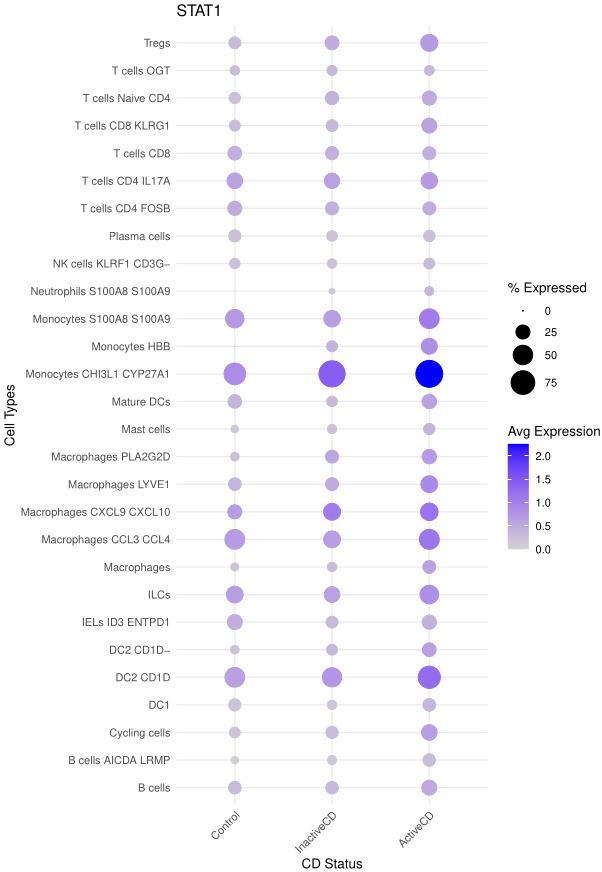 STAT1
Tregs
T cells OGT
T cells Naive CD4
T cells CD8 KLRG1
T cells CD8
T cells CD4 IL17A
T cells CD4 FOSB
Plasma cells
NK cells KLRF1 CD3G−
Neutrophils S100A8 S100A9
Monocytes S100A8 S100A9
Monocytes HBB
Monocytes CHI3L1 CYP27A1
Mature DCs
Mast cells
Macrophages PLA2G2D
Macrophages LYVE1
Macrophages CXCL9 CXCL10
Macrophages CCL3 CCL4
Macrophages
ILCs
IELs ID3 ENTPD1
DC2 CD1D−
DC2 CD1D
DC1
Cycling cells
B cells AICDA LRMP
B cells
Cell Types
Control
InactiveCD
ActiveCD
CD Status
% Expressed
0
25
50
75
Avg Expression
2.0
1.5
1.0
0.5
0.0